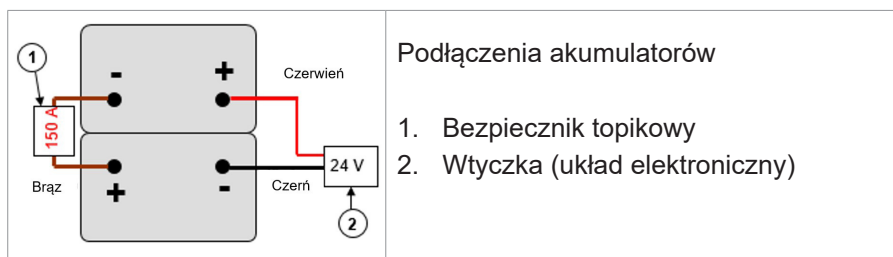 1
- +
Czerwień
150 A
24 V
Brąz
+ -
Czerń
2
Podłączenia akumulatorów
1. Bezpiecznik topikowy
2. Wtyczka (układ elektroniczny)